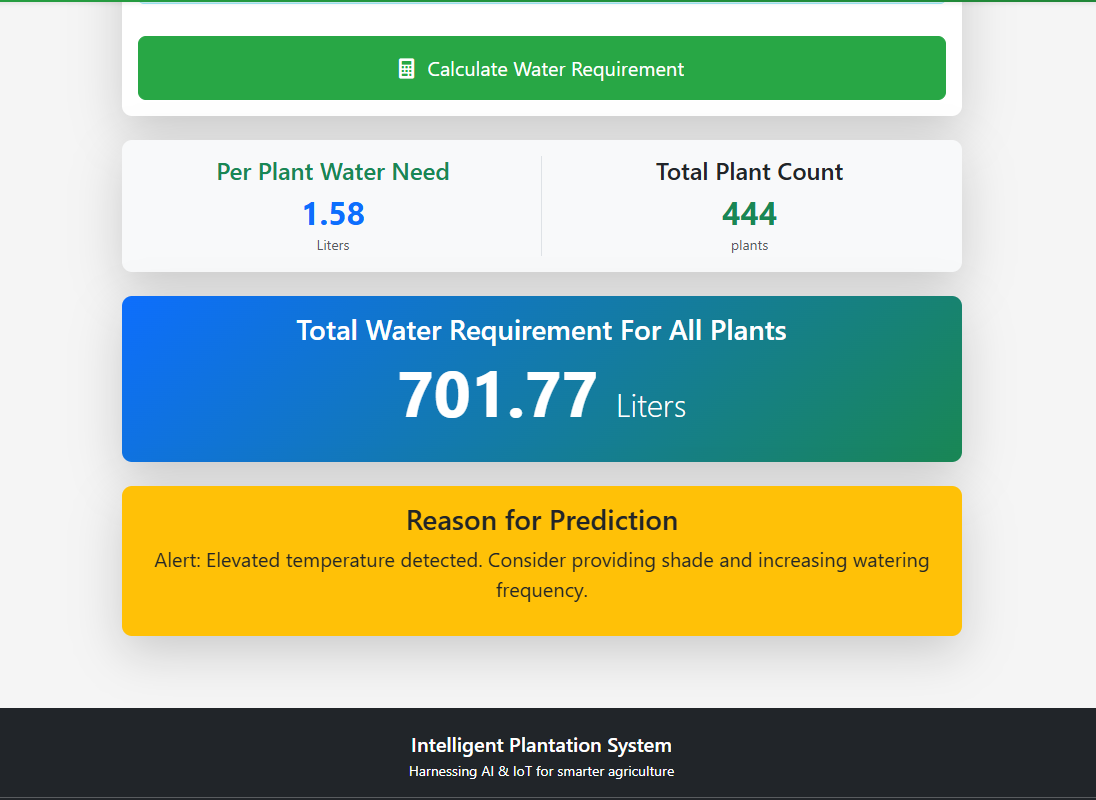 Calculate Water Requirement
Per Plant Water Need
1.58
Liters
Total Plant Count
444
plants
Total Water Requirement For All Plants
701.77 Liters
Reason for Prediction
Alert: Elevated temperature detected. Consider providing shade and increasing watering
frequency.
Intelligent Plantation System
Harnessing AI & IoT for smarter agriculture